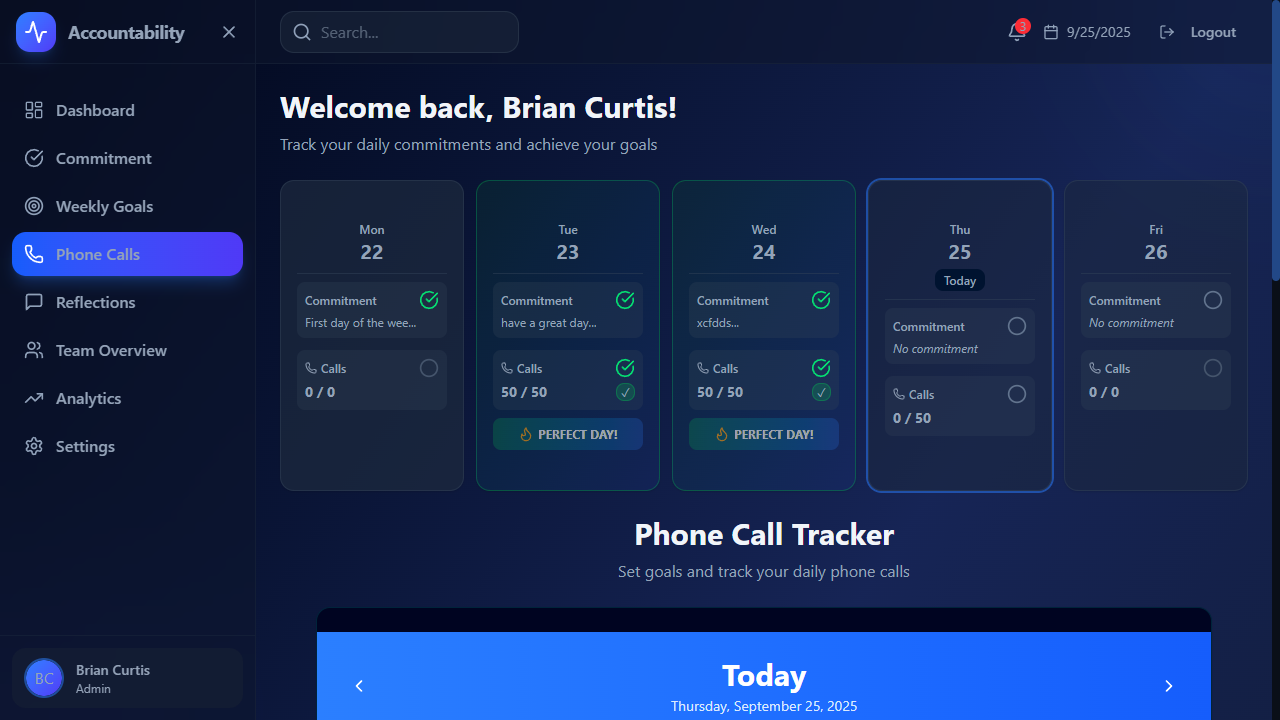 Accountability
Search...
3
9/25/2025
Logout
Dashboard
Commitment
Weekly Goals
Phone Calls
Reflections
Team Overview
Analytics
Settings
BC
Brian Curtis
Admin
Welcome back, Brian Curtis!
Track your daily commitments and achieve your goals
Mon
22
Commitment
First day of the wee...
Calls
0 / 0
Tue
23
Commitment
have a great day...
Calls
50 / 50
✓
PERFECT DAY!
Wed
24
Commitment
xcfdds...
Calls
50 / 50
✓
PERFECT DAY!
Thu
25
Today
Commitment
No commitment
Calls
0 / 50
Fri
26
Commitment
No commitment
Calls
0 / 0
Phone Call Tracker
Set goals and track your daily phone calls
Today
Thursday, September 25, 2025